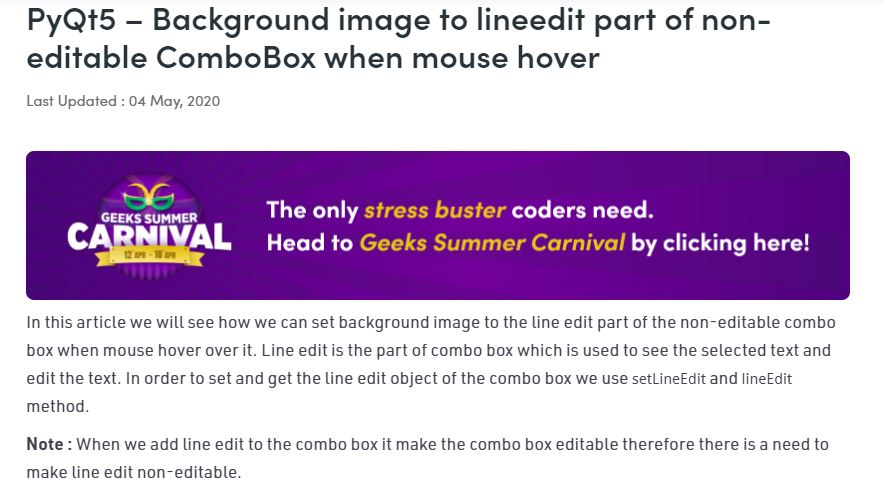 PyQt5 – Background image to lineedit part of non-
editable ComboBox when mouse hover
Last Updated : 04 May, 2020
GEEKS SUMMER
CARNIVAL
12 APR - 18 APR
The only stress buster coders need.
Head to Geeks Summer Carnival by clicking here!
In this article we will see how we can set background image to the line edit part of the non-editable combo
box when mouse hover over it. Line edit is the part of combo box which is used to see the selected text and
edit the text. In order to set and get the line edit object of the combo box we use setLineEdit and lineEdit
method.
Note : When we add line edit to the combo box it make the combo box editable therefore there is a need to
make line edit non-editable.